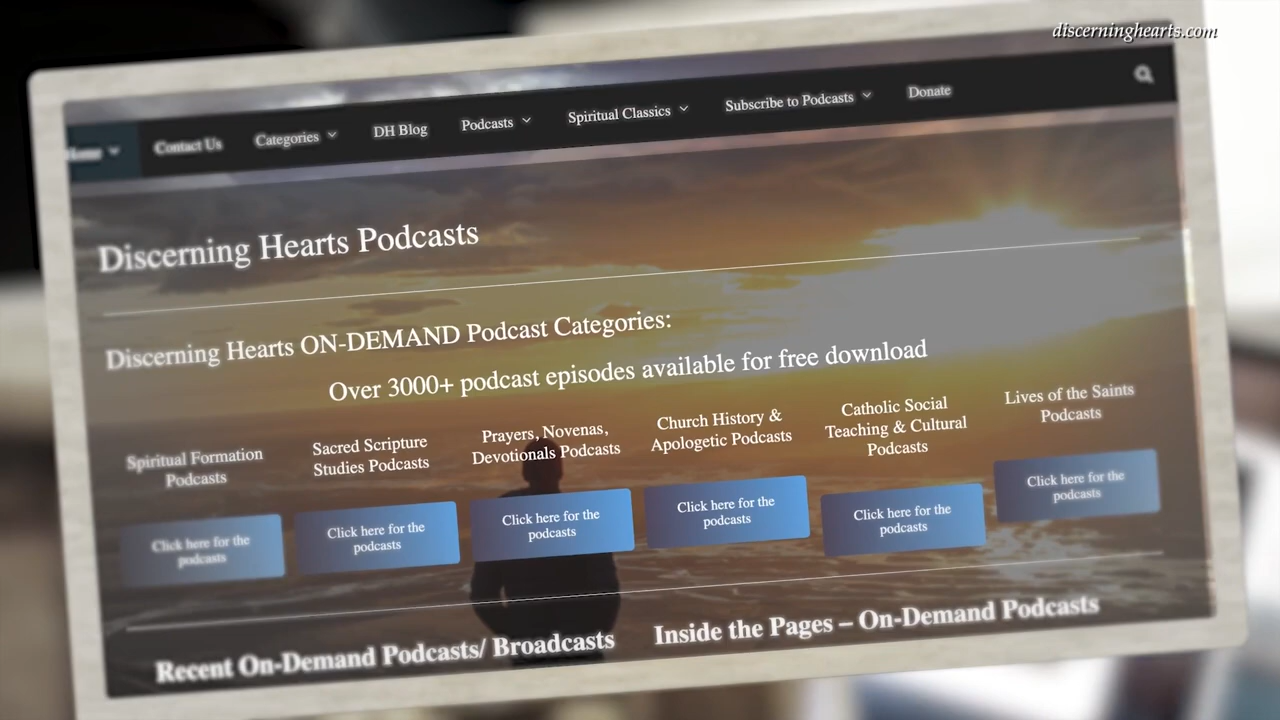 discerninghearts.com
Home
Contact Us
Categories
DH Blog
Podcasts
Spiritual Classics
Subscribe to Podcasts
Donate
Discerning Hearts Podcasts
Discerning Hearts ON-DEMAND Podcast Categories:
Over 3000+ podcast episodes available for free download
Spiritual Formation
Podcasts
Click here for the
podcasts
Sacred Scripture
Studies Podcasts
Click here for the
podcasts
Prayers, Novenas,
Devotionals Podcasts
Click here for the
podcasts
Church History &
Apologetic Podcasts
Click here for the
podcasts
Catholic Social
Teaching & Cultural
Podcasts
Click here for the
podcasts
Lives of the Saints
Podcasts
Click here for the
podcasts
Recent On-Demand Podcasts/ Broadcasts
Inside the Pages – On-Demand Podcasts